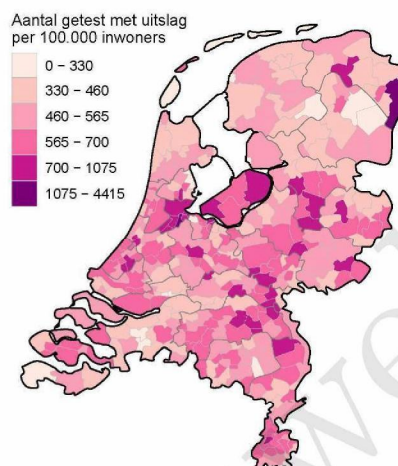 Aantal getest met uitslag
per 100.000 inwoners
0 – 330
330 – 460
460 – 565
565 – 700
700 – 1075
1075 – 4415